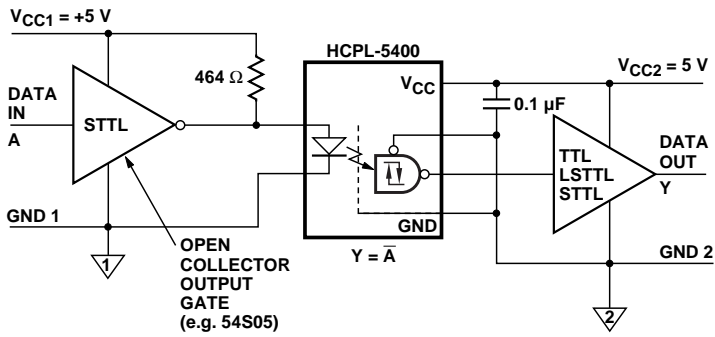 V_CC1 = +5 V
464 Ω
DATA
IN
A
STTL
GND 1
1
OPEN
COLLECTOR
OUTPUT
GATE
(e.g. 54S05)
HCPL-5400
V_CC
GND
Y = A̅
0.1 µF
V_CC2 = 5 V
TTL
LSTTL
STTL
DATA
OUT
Y
GND 2
2